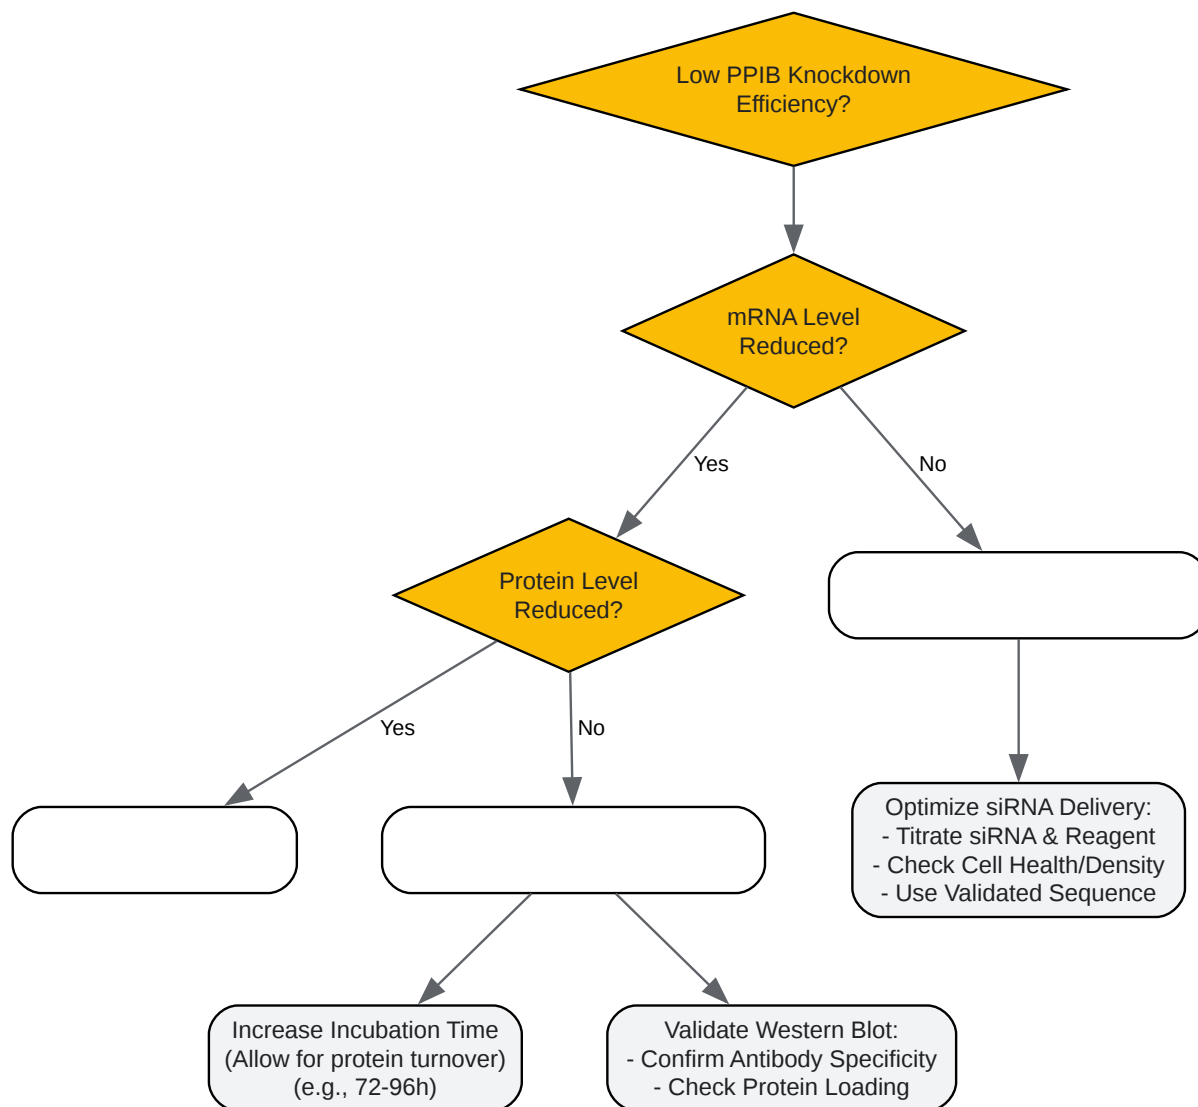 Low PPIB Knockdown
Efficiency?
mRNA Level
Reduced?
Yes
No
Protein Level
Reduced?
Yes
No
Optimize siRNA Delivery:
- Titrate siRNA & Reagent
- Check Cell Health/Density
- Use Validated Sequence
Increase Incubation Time
(Allow for protein turnover)
(e.g., 72-96h)
Validate Western Blot:
- Confirm Antibody Specificity
- Check Protein Loading